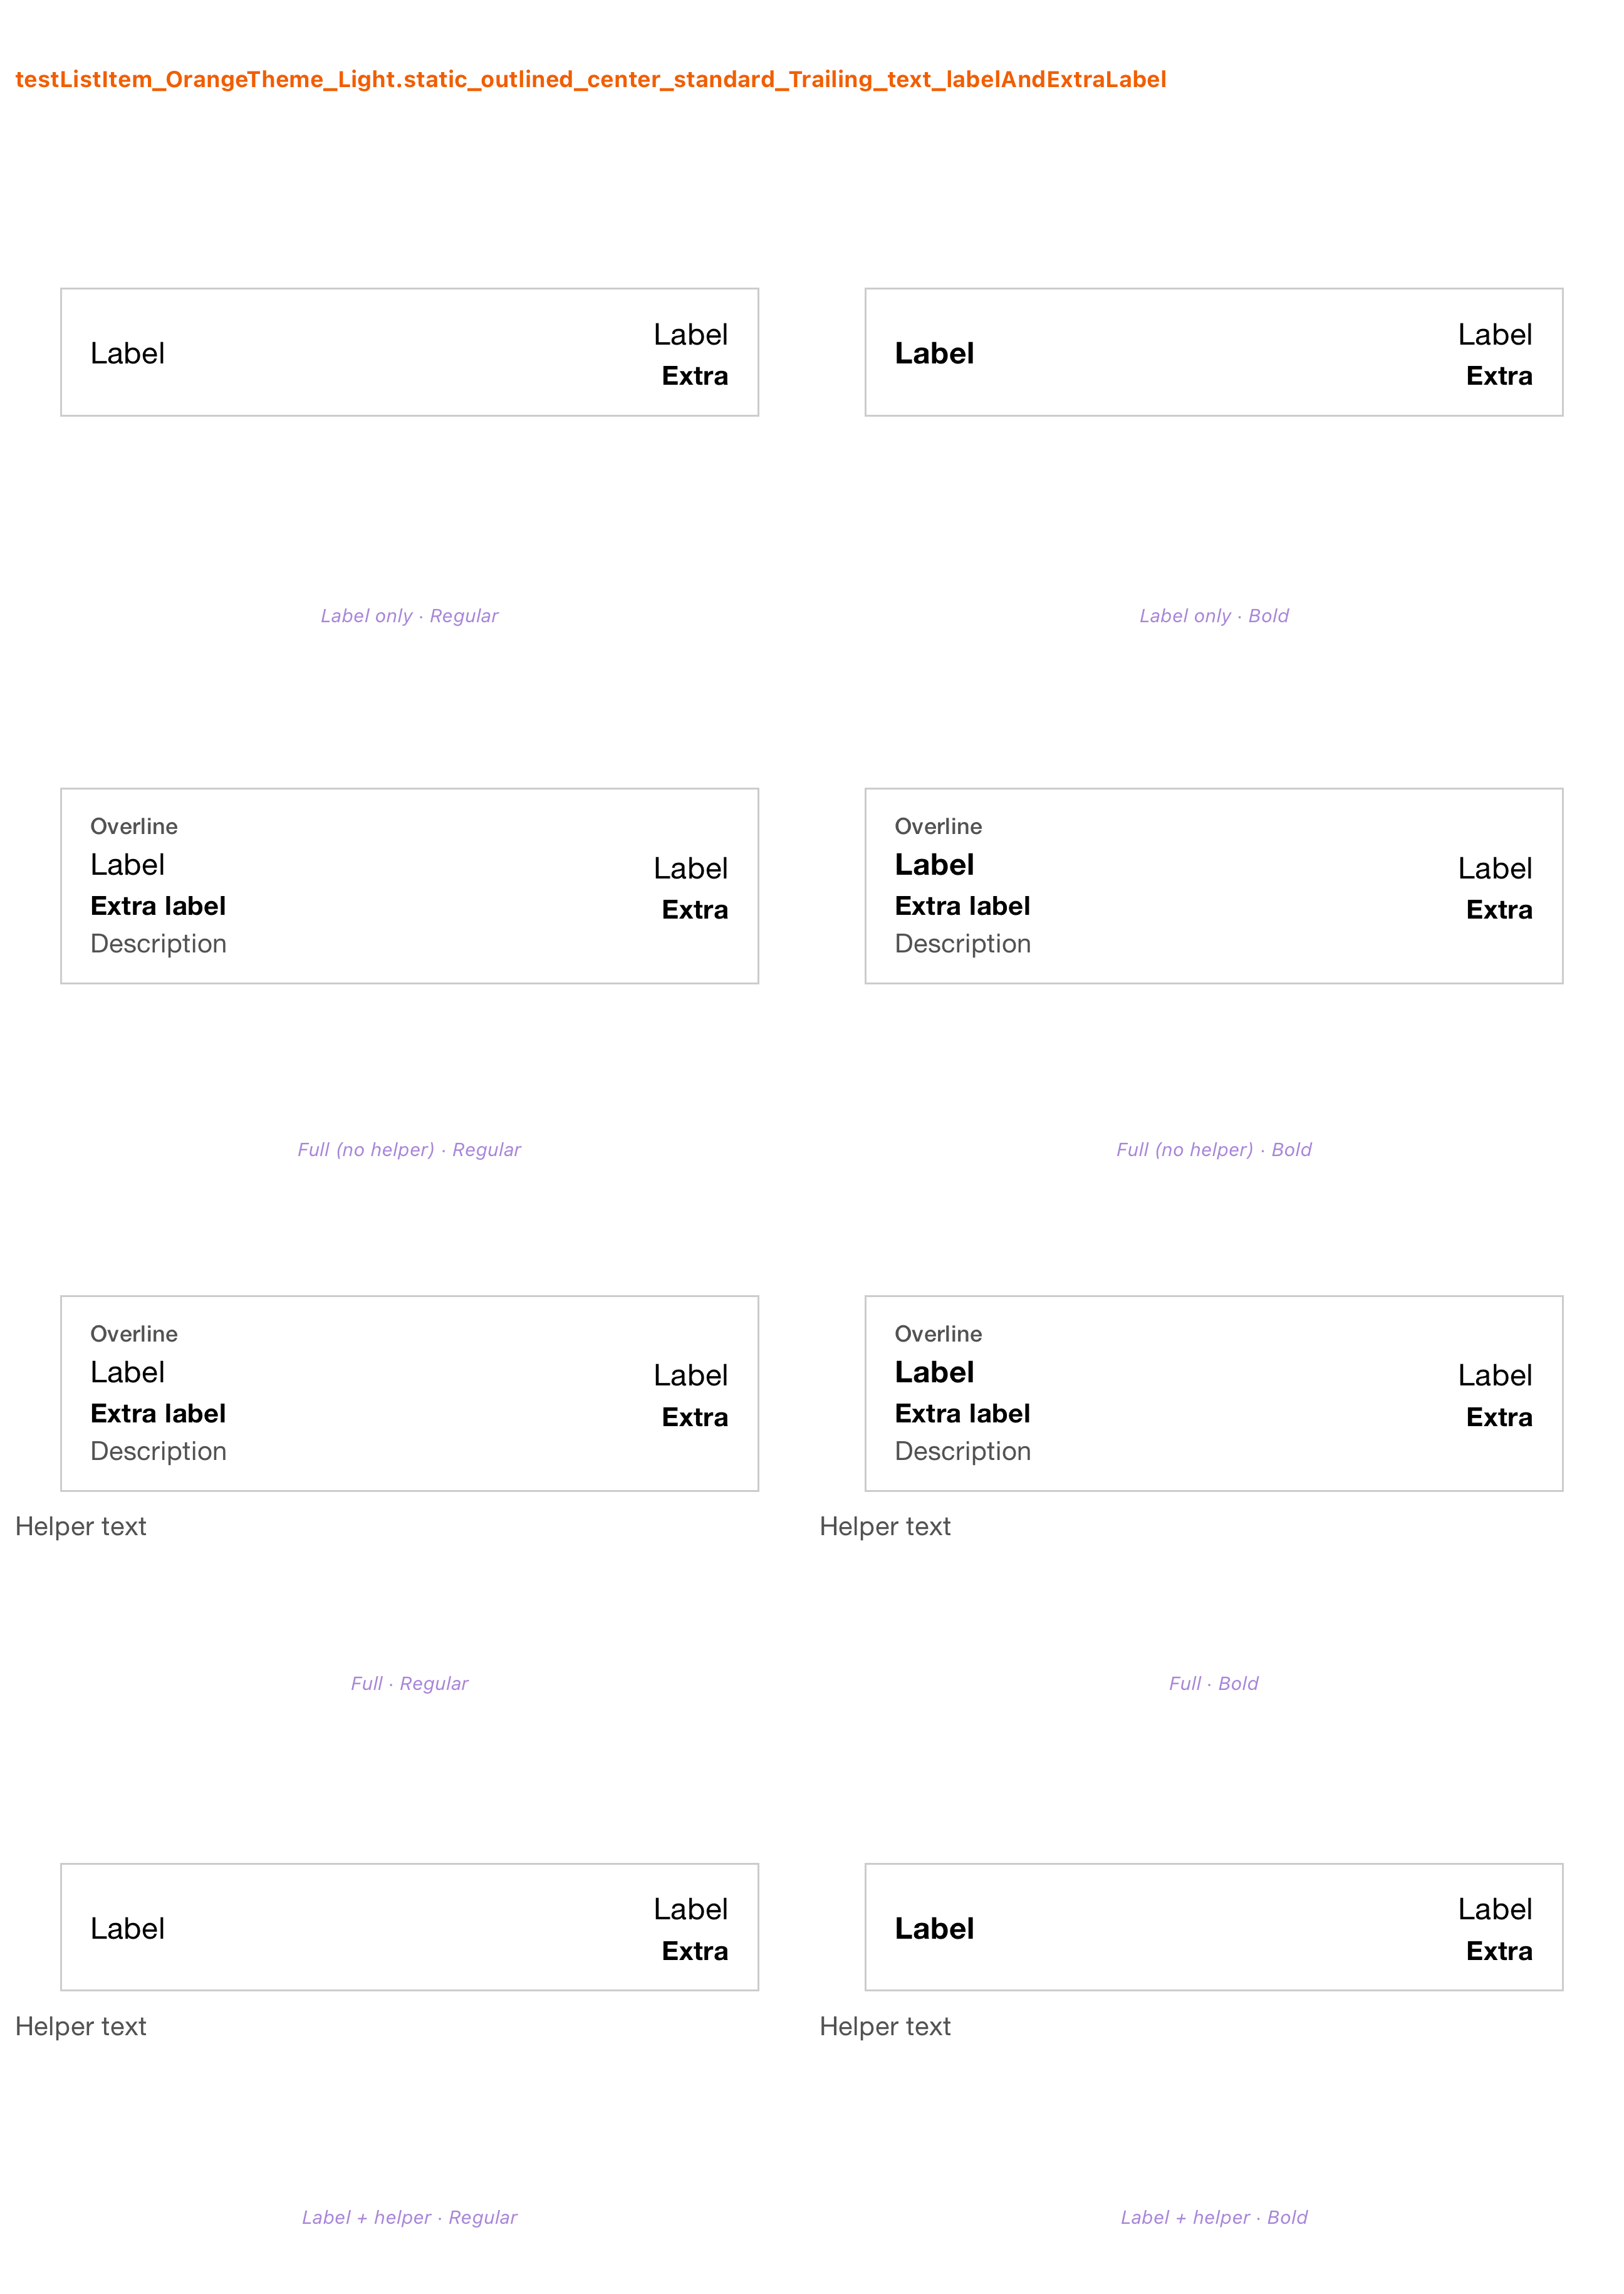 testListItem_OrangeTheme_Light.static_outlined_center_standard_Trailing_text_labelAndExtraLabel
Label
Label
Extra
Label
Label
Extra
Label only · Regular
Label only · Bold
Overline
Label
Extra label
Description
Label
Extra
Overline
Label
Extra label
Description
Label
Extra
Full (no helper) · Regular
Full (no helper) · Bold
Overline
Label
Extra label
Description
Label
Extra
Helper text
Overline
Label
Extra label
Description
Label
Extra
Helper text
Full · Regular
Full · Bold
Label
Label
Extra
Helper text
Label
Label
Extra
Helper text
Label + helper · Regular
Label + helper · Bold